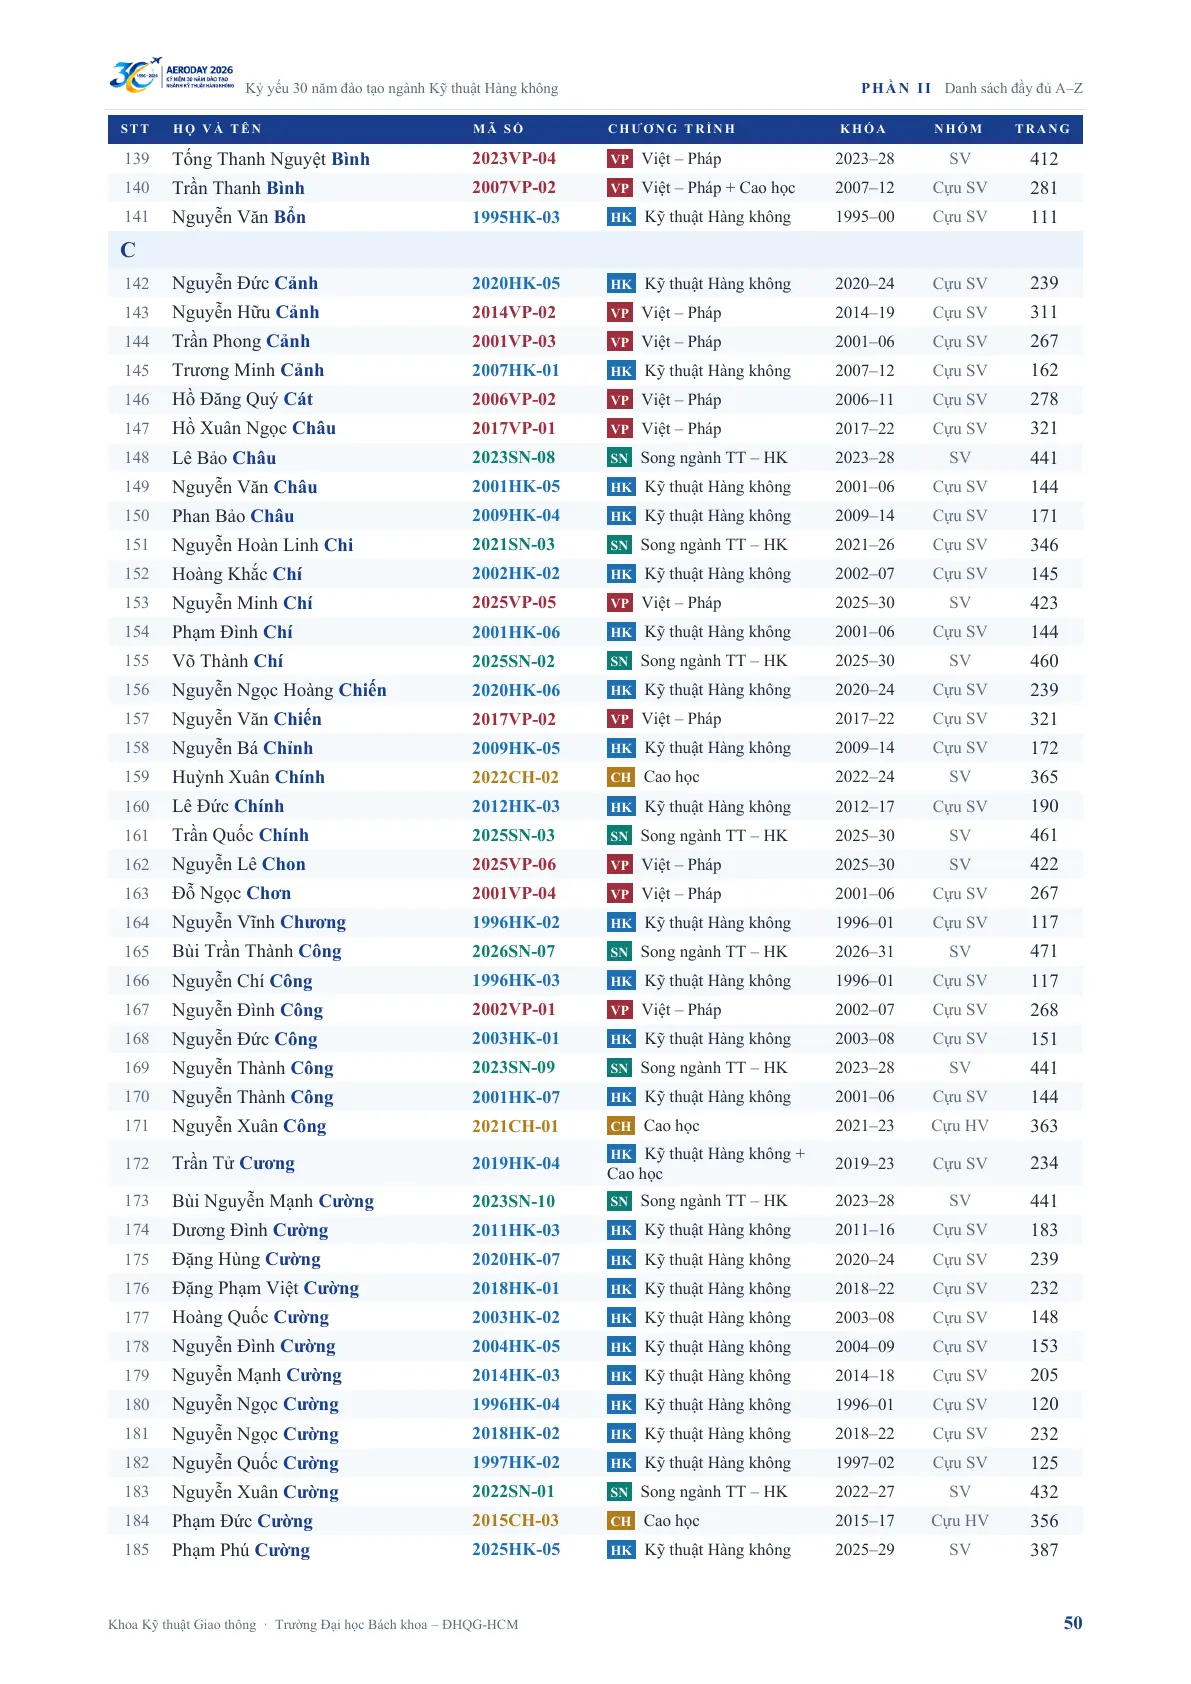 30 1996 - 2026 AERODAY 2026
KỶ NIỆM 30 NĂM ĐÀO TẠO
NGÀNH KỸ THUẬT HÀNG KHÔNG
Kỷ yếu 30 năm đào tạo ngành Kỹ thuật Hàng không PHẦN II Danh sách đầy đủ A–Z
STT HỌ VÀ TÊN MÃ SỐ CHƯƠNG TRÌNH KHÓA NHÓM TRANG
139 Tống Thanh Nguyệt Bình 2023VP-04 VP Việt – Pháp 2023–28 SV 412
140 Trần Thanh Bình 2007VP-02 VP Việt – Pháp + Cao học 2007–12 Cựu SV 281
141 Nguyễn Văn Bổn 1995HK-03 HK Kỹ thuật Hàng không 1995–00 Cựu SV 111
C
142 Nguyễn Đức Cảnh 2020HK-05 HK Kỹ thuật Hàng không 2020–24 Cựu SV 239
143 Nguyễn Hữu Cảnh 2014VP-02 VP Việt – Pháp 2014–19 Cựu SV 311
144 Trần Phong Cảnh 2001VP-03 VP Việt – Pháp 2001–06 Cựu SV 267
145 Trương Minh Cảnh 2007HK-01 HK Kỹ thuật Hàng không 2007–12 Cựu SV 162
146 Hồ Đăng Quý Cát 2006VP-02 VP Việt – Pháp 2006–11 Cựu SV 278
147 Hồ Xuân Ngọc Châu 2017VP-01 VP Việt – Pháp 2017–22 Cựu SV 321
148 Lê Bảo Châu 2023SN-08 SN Song ngành TT – HK 2023–28 SV 441
149 Nguyễn Văn Châu 2001HK-05 HK Kỹ thuật Hàng không 2001–06 Cựu SV 144
150 Phan Bảo Châu 2009HK-04 HK Kỹ thuật Hàng không 2009–14 Cựu SV 171
151 Nguyễn Hoàn Linh Chi 2021SN-03 SN Song ngành TT – HK 2021–26 Cựu SV 346
152 Hoàng Khắc Chí 2002HK-02 HK Kỹ thuật Hàng không 2002–07 Cựu SV 145
153 Nguyễn Minh Chí 2025VP-05 VP Việt – Pháp 2025–30 SV 423
154 Phạm Đình Chí 2001HK-06 HK Kỹ thuật Hàng không 2001–06 Cựu SV 144
155 Võ Thành Chí 2025SN-02 SN Song ngành TT – HK 2025–30 SV 460
156 Nguyễn Ngọc Hoàng Chiến 2020HK-06 HK Kỹ thuật Hàng không 2020–24 Cựu SV 239
157 Nguyễn Văn Chiến 2017VP-02 VP Việt – Pháp 2017–22 Cựu SV 321
158 Nguyễn Bá Chỉnh 2009HK-05 HK Kỹ thuật Hàng không 2009–14 Cựu SV 172
159 Huỳnh Xuân Chính 2022CH-02 CH Cao học 2022–24 SV 365
160 Lê Đức Chính 2012HK-03 HK Kỹ thuật Hàng không 2012–17 Cựu SV 190
161 Trần Quốc Chính 2025SN-03 SN Song ngành TT – HK 2025–30 SV 461
162 Nguyễn Lê Chon 2025VP-06 VP Việt – Pháp 2025–30 SV 422
163 Đỗ Ngọc Chơn 2001VP-04 VP Việt – Pháp 2001–06 Cựu SV 267
164 Nguyễn Vĩnh Chương 1996HK-02 HK Kỹ thuật Hàng không 1996–01 Cựu SV 117
165 Bùi Trần Thành Công 2026SN-07 SN Song ngành TT – HK 2026–31 SV 471
166 Nguyễn Chí Công 1996HK-03 HK Kỹ thuật Hàng không 1996–01 Cựu SV 117
167 Nguyễn Đình Công 2002VP-01 VP Việt – Pháp 2002–07 Cựu SV 268
168 Nguyễn Đức Công 2003HK-01 HK Kỹ thuật Hàng không 2003–08 Cựu SV 151
169 Nguyễn Thành Công 2023SN-09 SN Song ngành TT – HK 2023–28 SV 441
170 Nguyễn Thành Công 2001HK-07 HK Kỹ thuật Hàng không 2001–06 Cựu SV 144
171 Nguyễn Xuân Công 2021CH-01 CH Cao học 2021–23 Cựu HV 363
172 Trần Tử Cương 2019HK-04 HK Kỹ thuật Hàng không + 2019–23 Cựu SV 234
Cao học
173 Bùi Nguyễn Mạnh Cường 2023SN-10 SN Song ngành TT – HK 2023–28 SV 441
174 Dương Đình Cường 2011HK-03 HK Kỹ thuật Hàng không 2011–16 Cựu SV 183
175 Đặng Hùng Cường 2020HK-07 HK Kỹ thuật Hàng không 2020–24 Cựu SV 239
176 Đặng Phạm Việt Cường 2018HK-01 HK Kỹ thuật Hàng không 2018–22 Cựu SV 232
177 Hoàng Quốc Cường 2003HK-02 HK Kỹ thuật Hàng không 2003–08 Cựu SV 148
178 Nguyễn Đình Cường 2004HK-05 HK Kỹ thuật Hàng không 2004–09 Cựu SV 153
179 Nguyễn Mạnh Cường 2014HK-03 HK Kỹ thuật Hàng không 2014–18 Cựu SV 205
180 Nguyễn Ngọc Cường 1996HK-04 HK Kỹ thuật Hàng không 1996–01 Cựu SV 120
181 Nguyễn Ngọc Cường 2018HK-02 HK Kỹ thuật Hàng không 2018–22 Cựu SV 232
182 Nguyễn Quốc Cường 1997HK-02 HK Kỹ thuật Hàng không 1997–02 Cựu SV 125
183 Nguyễn Xuân Cường 2022SN-01 SN Song ngành TT – HK 2022–27 SV 432
184 Phạm Đức Cường 2015CH-03 CH Cao học 2015–17 Cựu HV 356
185 Phạm Phú Cường 2025HK-05 HK Kỹ thuật Hàng không 2025–29 SV 387
Khoa Kỹ thuật Giao thông · Trường Đại học Bách khoa – ĐHQG-HCM 50